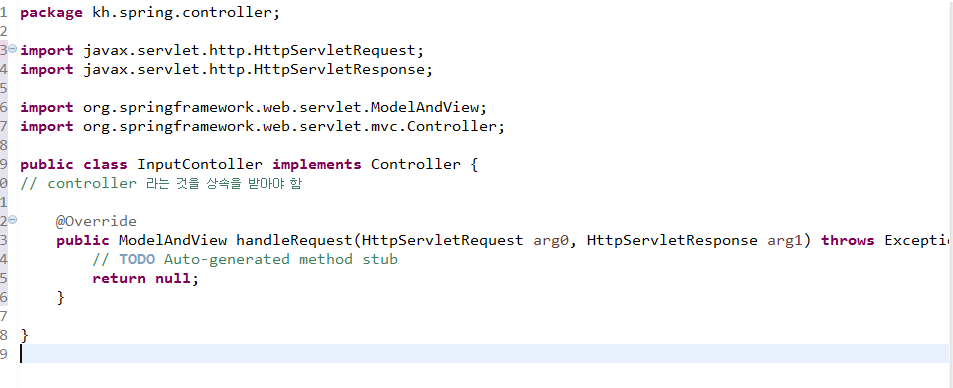 1 package kh.spring.controller;
2
3 import javax.servlet.http.HttpServletRequest;
4 import javax.servlet.http.HttpServletResponse;
5
6 import org.springframework.web.servlet.ModelAndView;
7 import org.springframework.web.servlet.mvc.Controller;
8
9 public class InputContoller implements Controller {
0 // controller 라는 것을 상속을 받아야 함
1
2 @Override
3 public ModelAndView handleRequest(HttpServletRequest arg0, HttpServletResponse arg1) throws Excepti
4 // TODO Auto-generated method stub
5 return null;
6 }
7
8 }
9